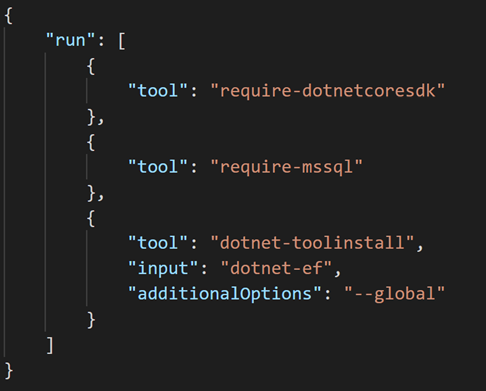 {
    "run": [
        {
            "tool": "require-dotnetcoresdk"
        },
        {
            "tool": "require-mssql"
        },
        {
            "tool": "dotnet-toolinstall",
            "input": "dotnet-ef",
            "additionalOptions": "--global"
        }
    ]
}